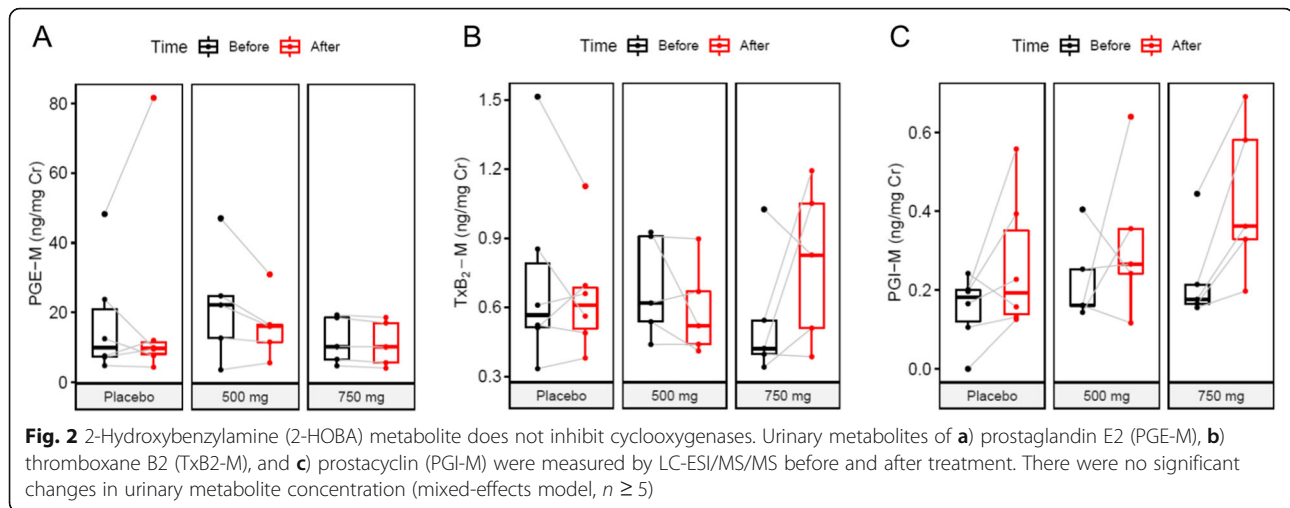 A
Time Before After
PGE−M (ng/mg Cr)
80
60
40
20
0
Placebo 500 mg 750 mg
B
Time Before After
TxB2−M (ng/mg Cr)
1.5
1.2
0.9
0.6
0.3
Placebo 500 mg 750 mg
C
Time Before After
PGI−M (ng/mg Cr)
0.6
0.4
0.2
0.0
Placebo 500 mg 750 mg
Fig. 2 2-Hydroxybenzylamine (2-HOBA) metabolite does not inhibit cyclooxygenases. Urinary metabolites of a) prostaglandin E2 (PGE-M), b)
thromboxane B2 (TxB2-M), and c) prostacyclin (PGI-M) were measured by LC-ESI/MS/MS before and after treatment. There were no significant
changes in urinary metabolite concentration (mixed-effects model, n ≥ 5)